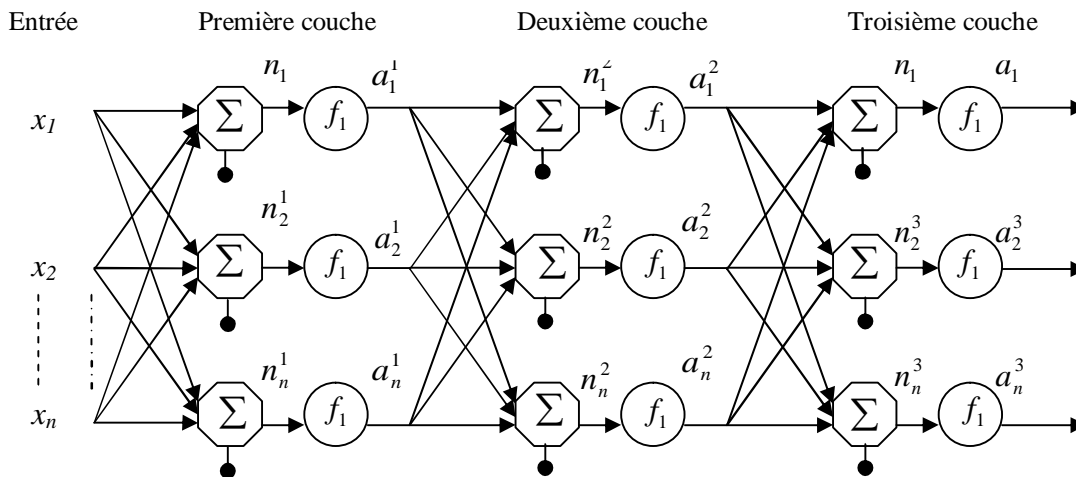 Entrée Première couche Deuxième couche Troisième couche
n₁ a₁¹ n₁² a₁² n₁ a₁
x₁ Σ f₁ Σ f₁ Σ f₁
n₂¹ a₂¹ n₂² a₂² n₂³ a₂³
x₂ Σ f₁ Σ f₁ Σ f₁
nₙ¹ aₙ¹ nₙ² aₙ² nₙ³ aₙ³
xₙ Σ f₁ Σ f₁ Σ f₁